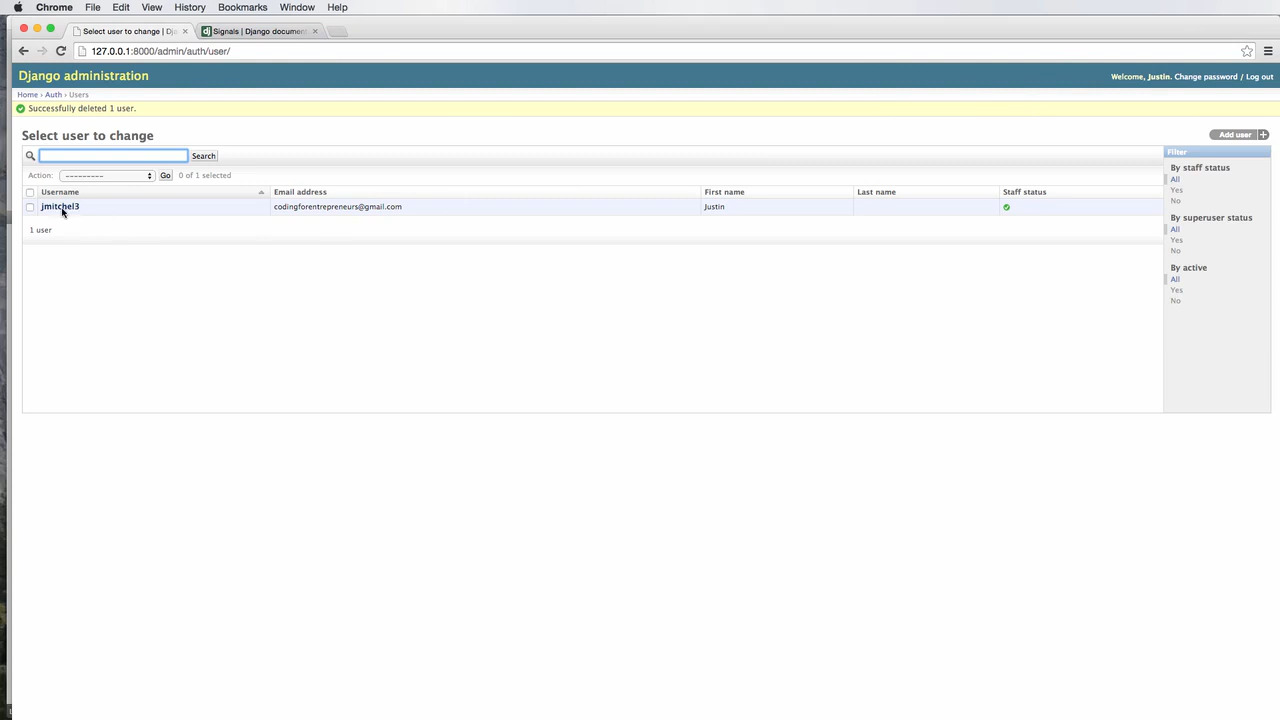 Chrome File Edit View History Bookmarks Window Help
Select user to change | Dja
Signals | Django documen
127.0.0.1:8000/admin/auth/user/
Django administration
Welcome, Justin. Change password / Log out
Home › Auth › Users
Successfully deleted 1 user.
Select user to change
Add user
Search
Filter
Action: --------- Go 0 of 1 selected
By staff status
All
Yes
No
Username Email address First name Last name Staff status
jmitchel3 codingforentrepreneurs@gmail.com Justin
1 user
By superuser status
All
Yes
No
By active
All
Yes
No